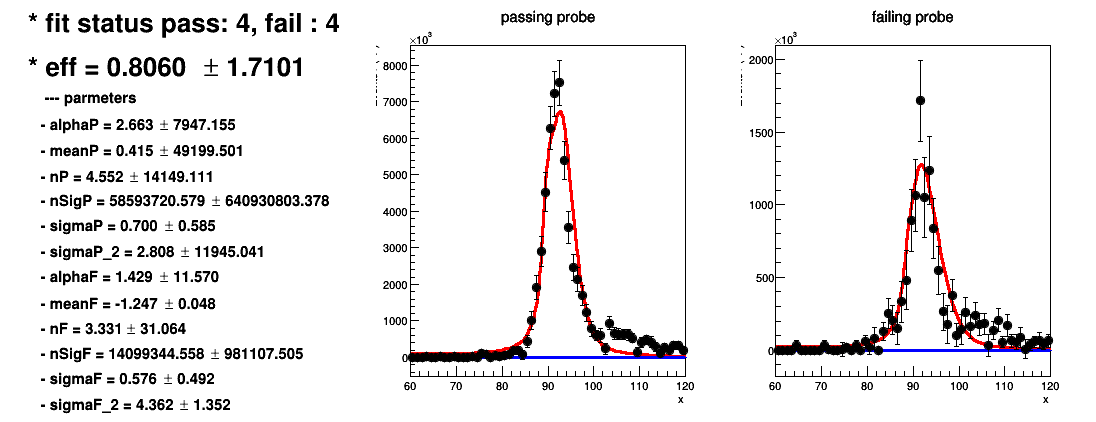 * fit status pass: 4, fail : 4
* eff = 0.8060 ± 1.7101
--- parmeters
- alphaP = 2.663 ± 7947.155
- meanP = 0.415 ± 49199.501
- nP = 4.552 ± 14149.111
- nSigP = 58593720.579 ± 640930803.378
- sigmaP = 0.700 ± 0.585
- sigmaP_2 = 2.808 ± 11945.041
- alphaF = 1.429 ± 11.570
- meanF = -1.247 ± 0.048
- nF = 3.331 ± 31.064
- nSigF = 14099344.558 ± 981107.505
- sigmaF = 0.576 ± 0.492
- sigmaF_2 = 4.362 ± 1.352
passing probe
×10³
8000
7000
6000
5000
4000
3000
2000
1000
0
60 70 80 90 100 110 120
x
failing probe
×10³
2000
1500
1000
500
0
60 70 80 90 100 110 120
x